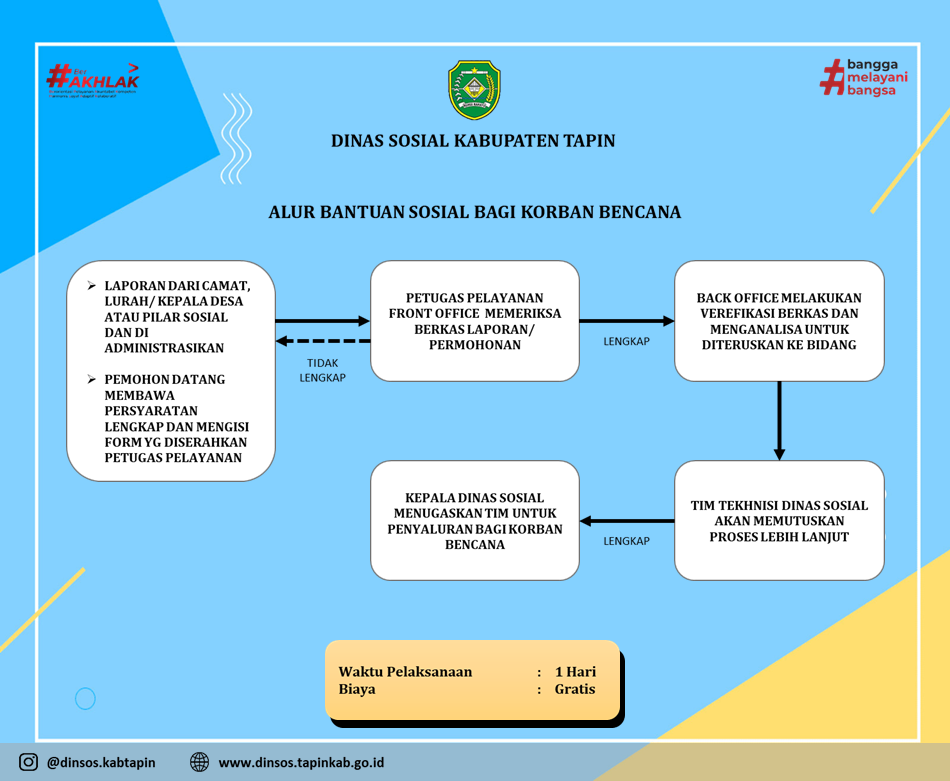 #AKHLAK
bangga
melayani
bangsa
DINAS SOSIAL KABUPATEN TAPIN
ALUR BANTUAN SOSIAL BAGI KORBAN BENCANA
LAPORAN DARI CAMAT,
LURAH/ KEPALA DESA
ATAU PILAR SOSIAL
DAN DI
ADMINISTRASIKAN
PEMOHON DATANG
MEMBAWA
PERSYARATAN
LENGKAP DAN MENGISI
FORM YG DISERAHKAN
PETUGAS PELAYANAN
TIDAK
LENGKAP
PETUGAS PELAYANAN
FRONT OFFICE MEMERIKSA
BERKAS LAPORAN/
PERMOHONAN
LENGKAP
BACK OFFICE MELAKUKAN
VEREFIKASI BERKAS DAN
MENGANALISA UNTUK
DITERUSKAN KE BIDANG
TIM TEKHNISI DINAS SOSIAL
AKAN MEMUTUSKAN
PROSES LEBIH LANJUT
LENGKAP
KEPALA DINAS SOSIAL
MENUGASKAN TIM UNTUK
PENYALURAN BAGI KORBAN
BENCANA
Waktu Pelaksanaan : 1 Hari
Biaya : Gratis
@dinsos.kabtapin
www.dinsos.tapinkab.go.id